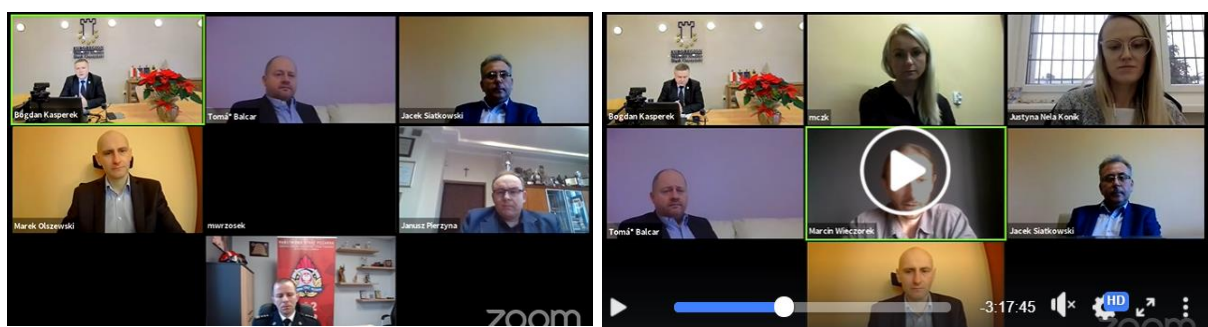 Bogdan Kasperek
Tomá* Balcar
Jacek Siatkowski
Marek Olszewski
mwrzosek
Janusz Pierzyna
zoom
Bogdan Kasperek
mczk
Justyna Nela Konik
Tomá* Balcar
Marcin Wieczorek
Jacek Siatkowski
-3:17:45
HD
zoom